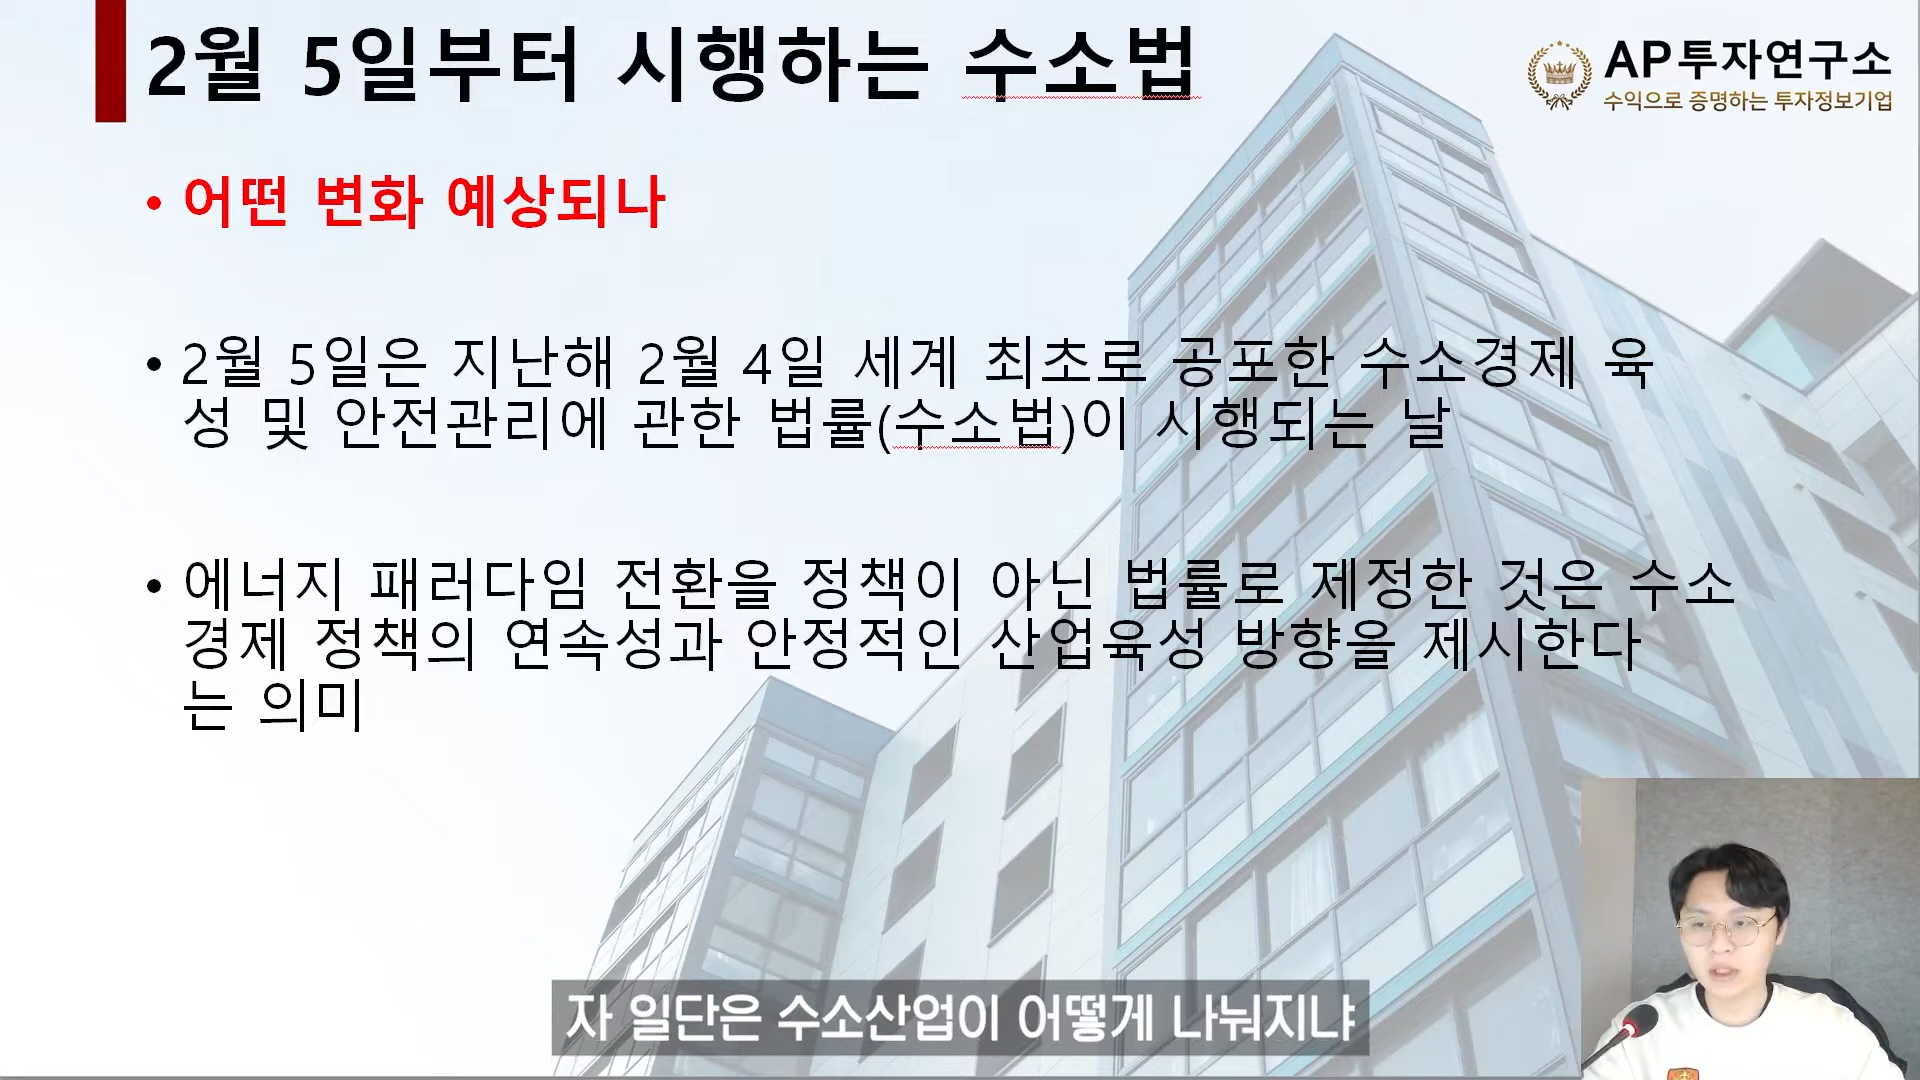 2월 5일부터 시행하는 수소법
AP투자연구소
수익으로 증명하는 투자정보기업
• 어떤 변화 예상되나
• 2월 5일은 지난해 2월 4일 세계 최초로 공포한 수소경제 육
성 및 안전관리에 관한 법률(수소법)이 시행되는 날
• 에너지 패러다임 전환을 정책이 아닌 법률로 제정한 것은 수소
경제 정책의 연속성과 안정적인 산업육성 방향을 제시한다
는 의미
자 일단은 수소산업이 어떻게 나눠지냐